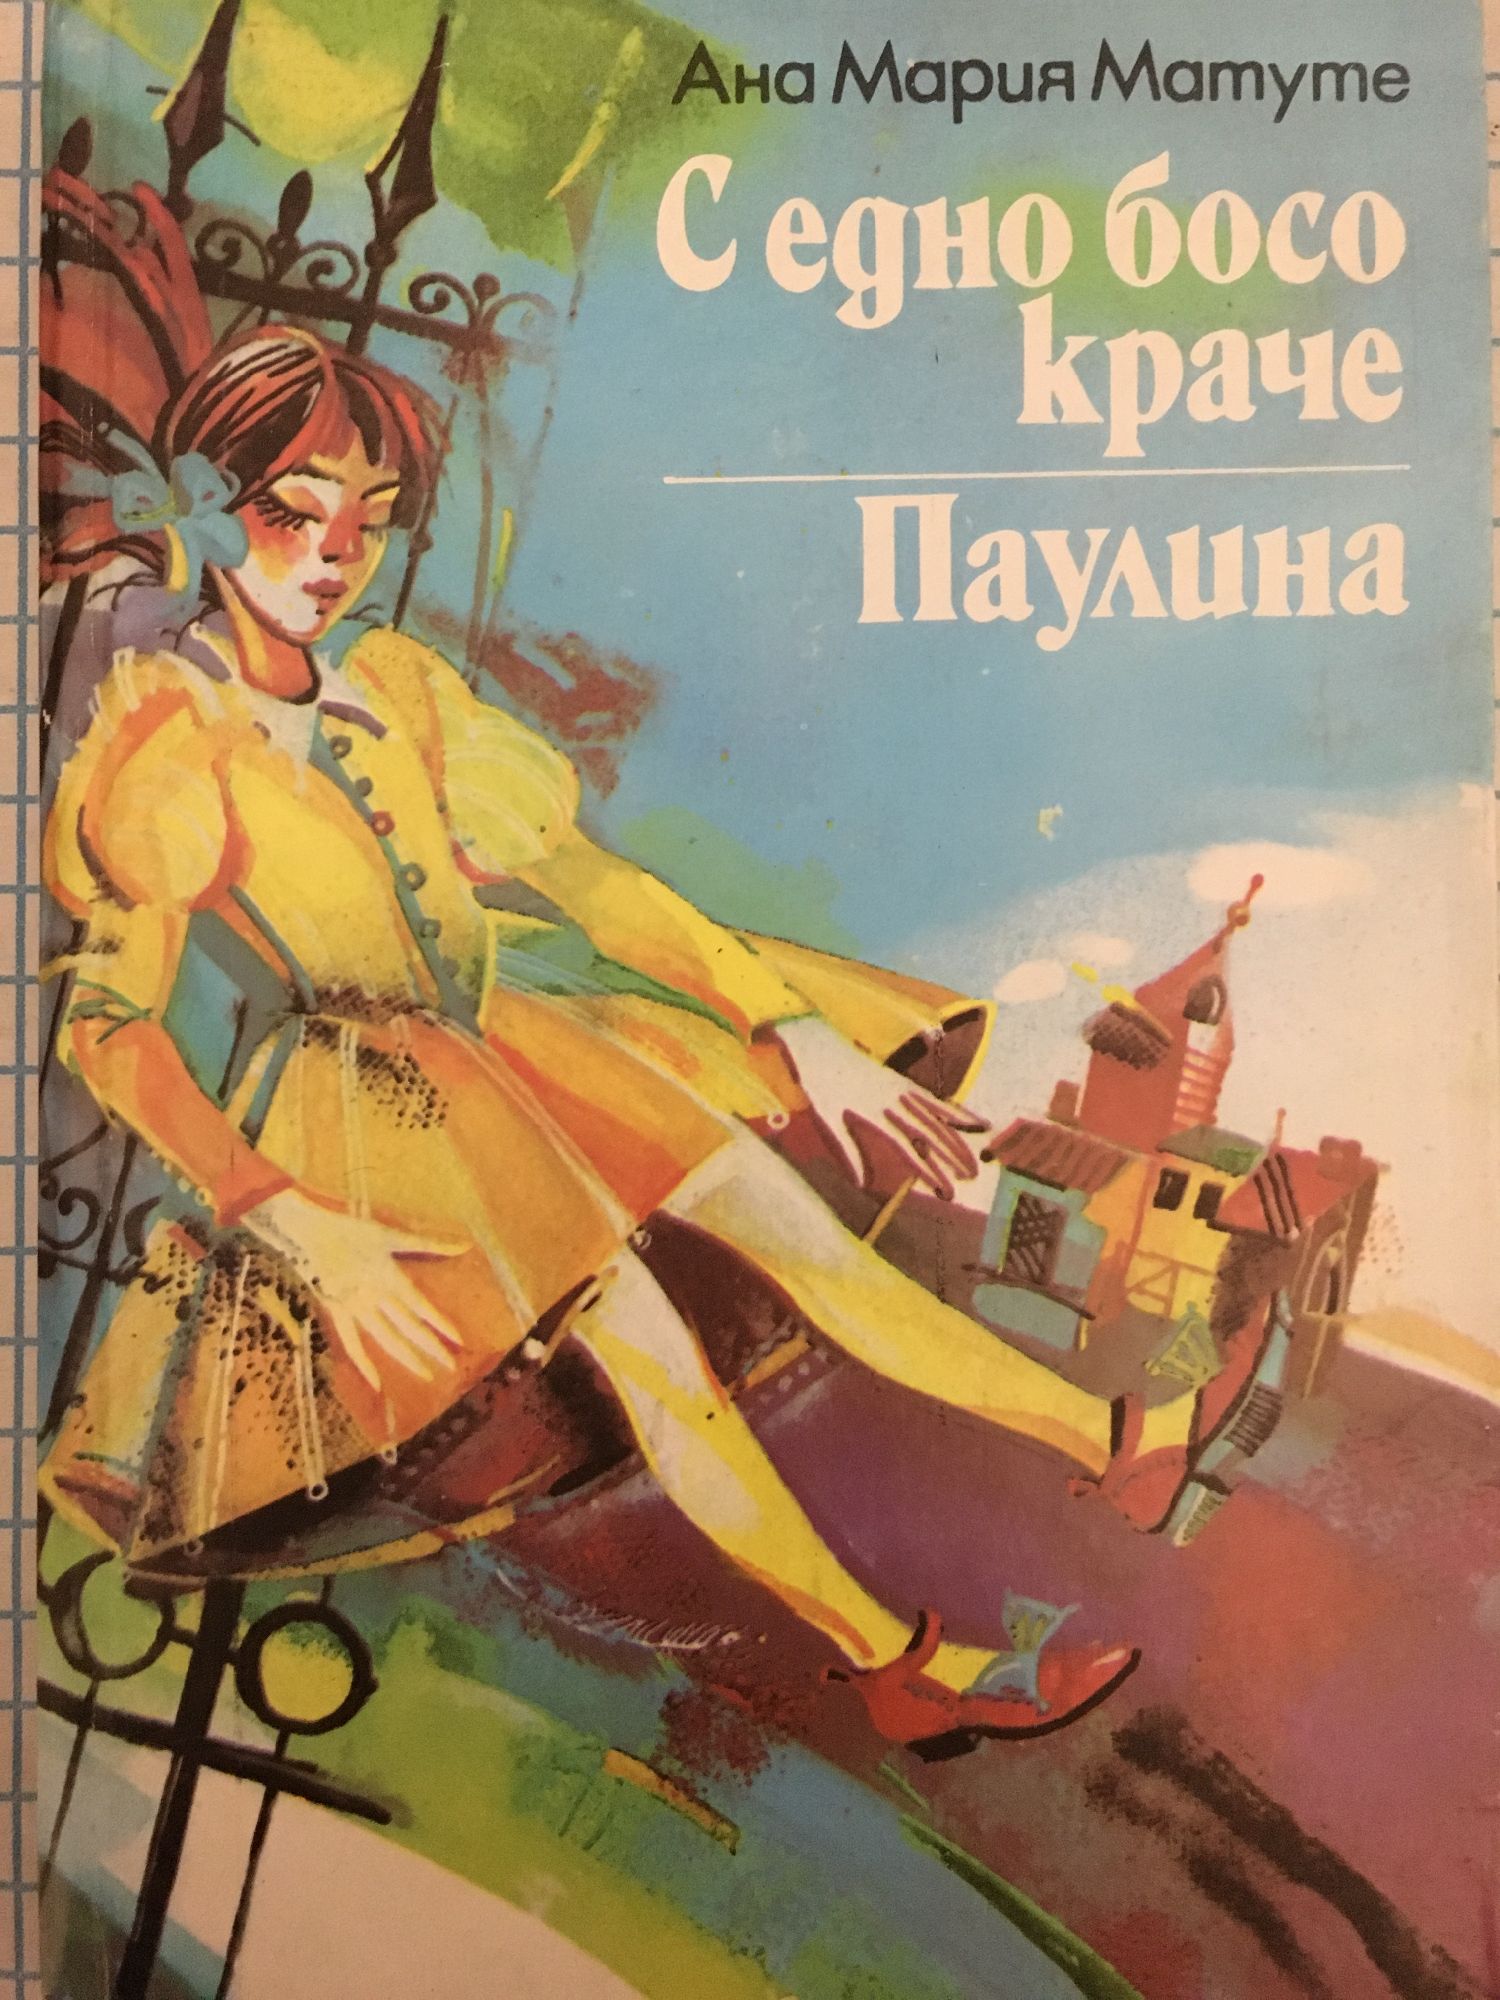 Ана Мария Матуте
С едно босо
краче
Паулина